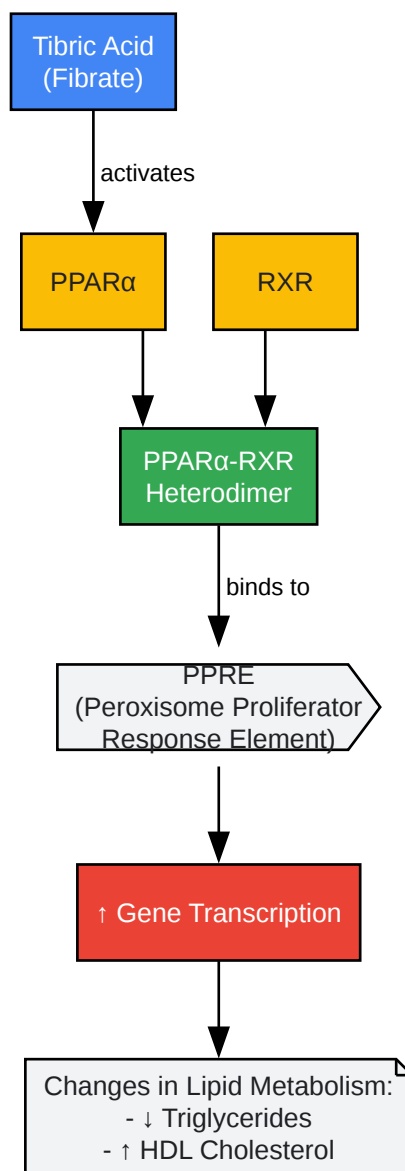 Tibric Acid
(Fibrate)
activates
PPARα
RXR
PPARα-RXR
Heterodimer
binds to
PPRE
(Peroxisome Proliferator
Response Element)
↑ Gene Transcription
Changes in Lipid Metabolism:
- ↓ Triglycerides
- ↑ HDL Cholesterol